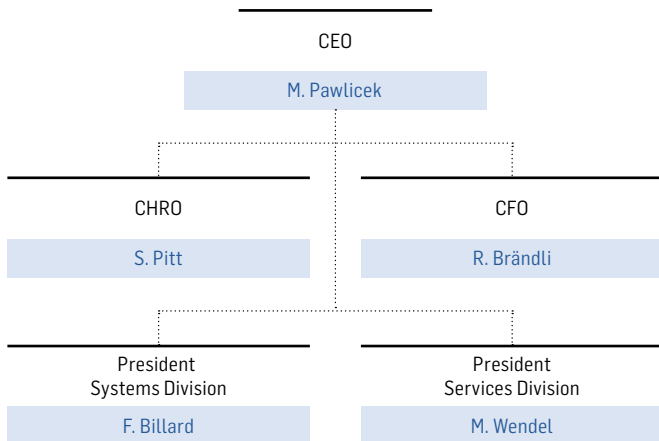 CEO
M. Pawlicek
CHRO
CFO
S. Pitt
R. Brändli
President
Systems Division
President
Services Division
F. Billard
M. Wendel